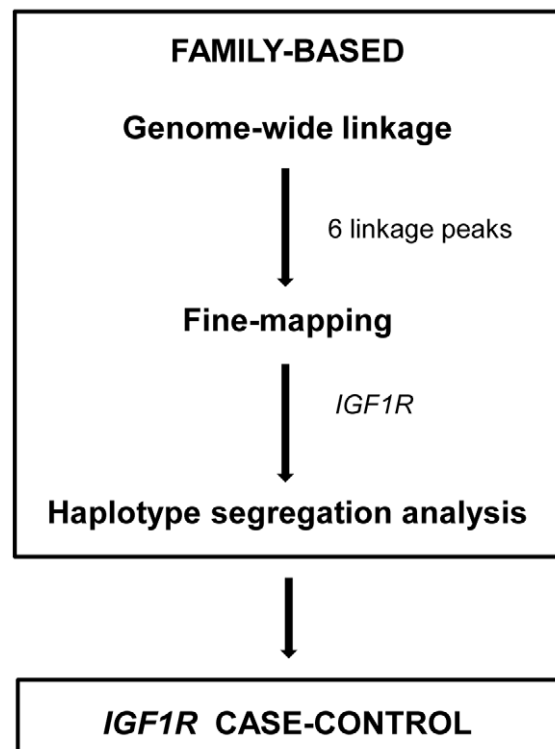 FAMILY-BASED
Genome-wide linkage
6 linkage peaks
Fine-mapping
IGF1R
Haplotype segregation analysis
IGF1R CASE-CONTROL